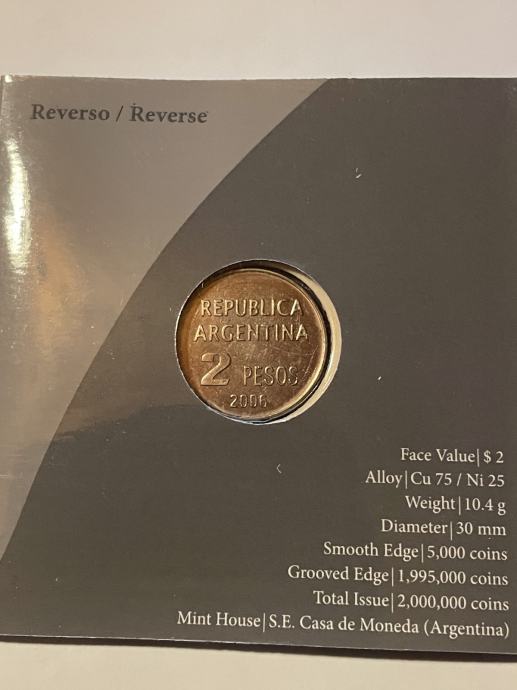 Reverso / Reverse
REPUBLICA
ARGENTINA
2 PESOS
2006
Face Value| $ 2
Alloy| Cu 75 / Ni 25
Weight| 10.4 g
Diameter| 30 mm
Smooth Edge| 5,000 coins
Grooved Edge| 1,995,000 coins
Total Issue| 2,000,000 coins
Mint House| S.E. Casa de Moneda (Argentina)